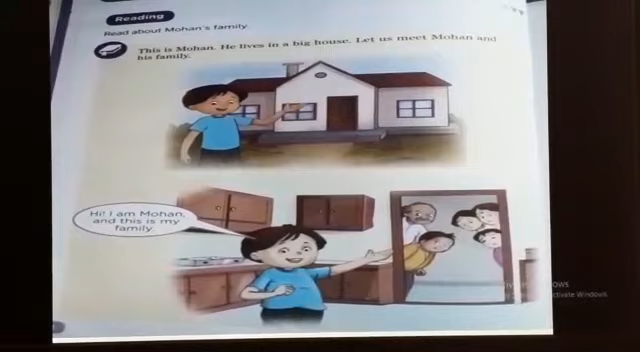 Reading
Read about Mohan's family.
This is Mohan. He lives in a big house. Let us meet Mohan and
his family.
Hi! I am Mohan,
and this is my
family.